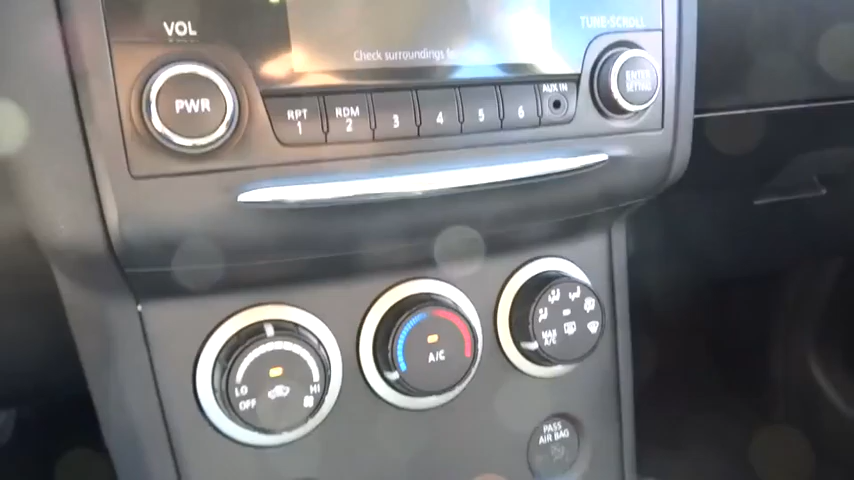 VOL
TUNE·SCROLL
Check surroundings for
PWR
RPT
1
RDM
2
3
4
5
6
AUX IN
ENTER
SETTING
LO
HI
OFF
A/C
MAX
A/C
PASS
AIR BAG